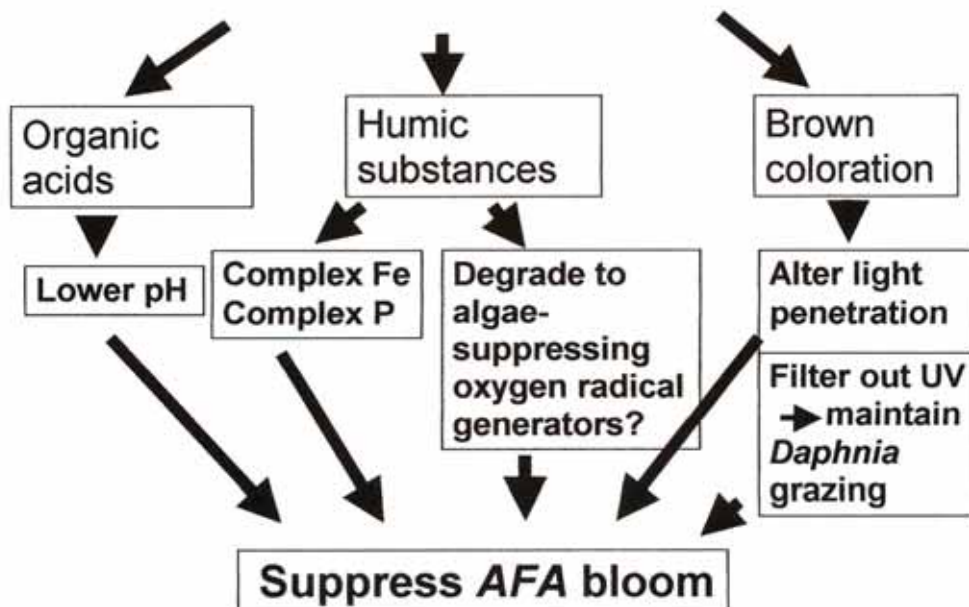 Organic
acids
Humic
substances
Brown
coloration
Lower pH
Complex Fe
Complex P
Degrade to
algae-
suppressing
oxygen radical
generators?
Alter light
penetration
Filter out UV
maintain
Daphnia
grazing
Suppress AFA bloom